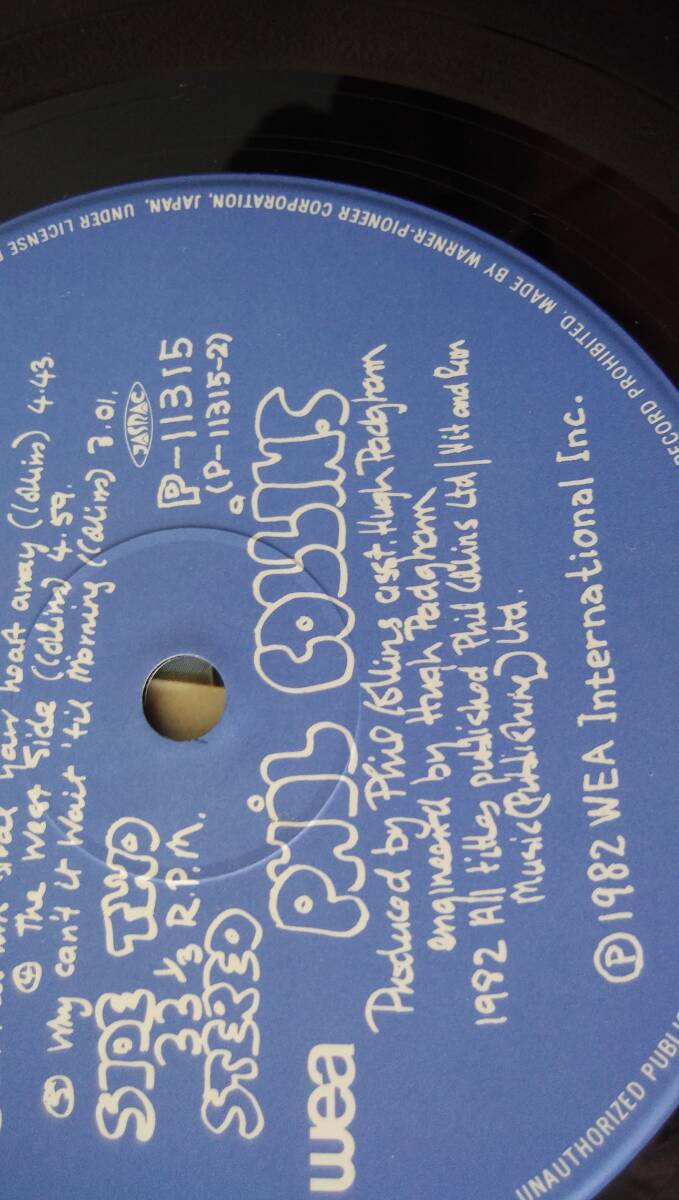 steal your heart away (Collins) 4.43.
④ The West Side (Collins) 4.59.
⑤ Why can't it Wait 'til Morning (Collins) 3.01.
SIDE TWO
33 1/3 R.P.M.
STEREO
JASRAC
P-11315
(P-11315-2)
wea
PHIL COLLINS
Produced by Phil Collins asst. Hugh Padgham
engineered by Hugh Padgham
1982 All titles published Phil Collins Ltd / Hit and Run
Music (Publishing) Ltd.
Ⓟ 1982 WEA International Inc.
UNAUTHORIZED PUBLIC
RECORD PROHIBITED. MADE BY WARNER-PIONEER CORPORATION, JAPAN, UNDER LICENSE